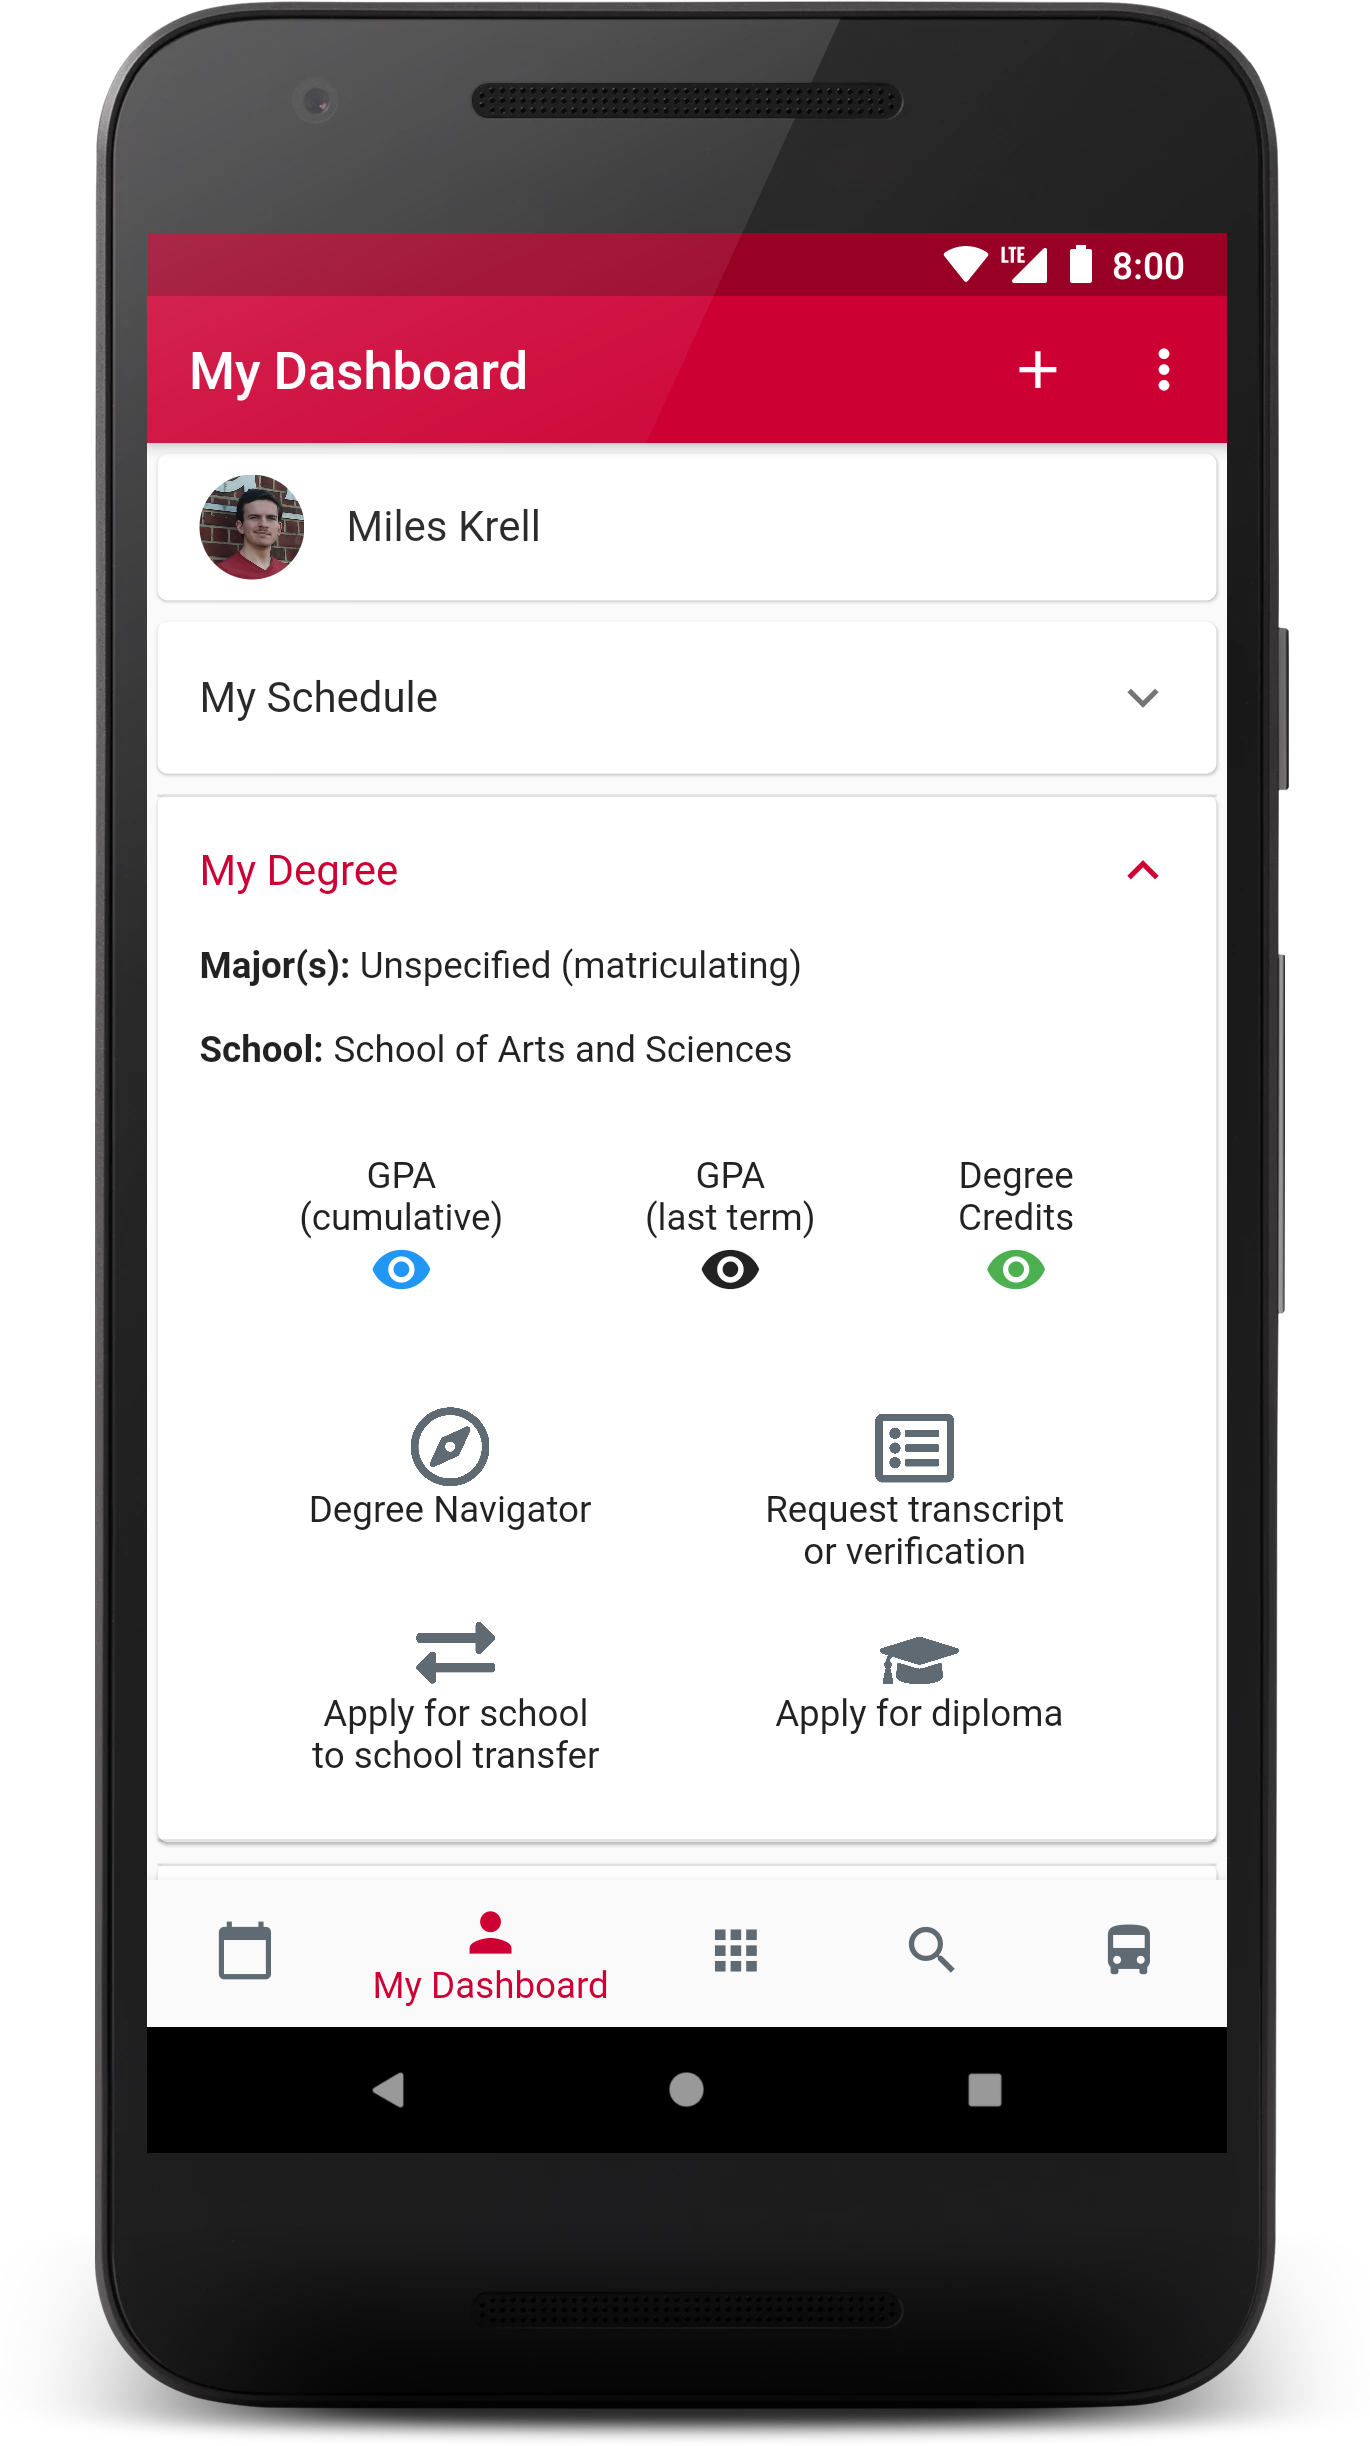 LTE 8:00
My Dashboard
Miles Krell
My Schedule
My Degree
Major(s): Unspecified (matriculating)
School: School of Arts and Sciences
GPA
(cumulative)
GPA
(last term)
Degree
Credits
Degree Navigator
Request transcript
or verification
Apply for school
to school transfer
Apply for diploma
My Dashboard